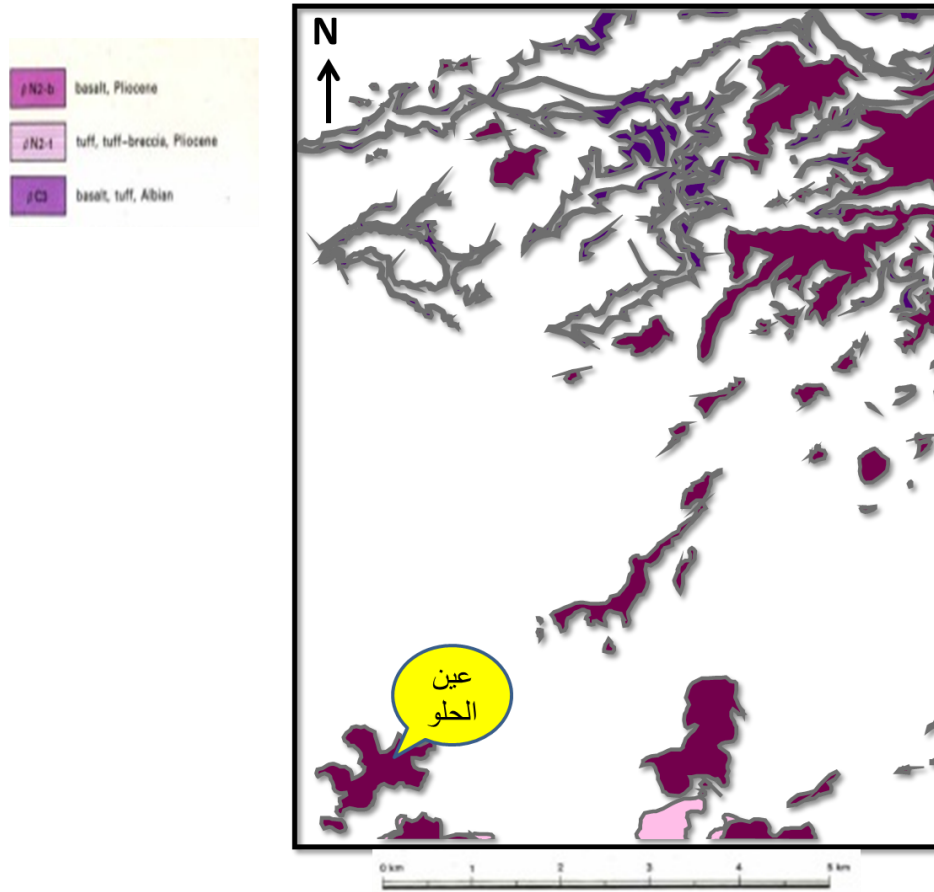 N
βN2-b basalt, Pliocene
βN2-t tuff, tuff-breccia, Pliocene
βC3 basalt, tuff, Albian
عين
الحلو
0 km 1 2 3 4 5 km